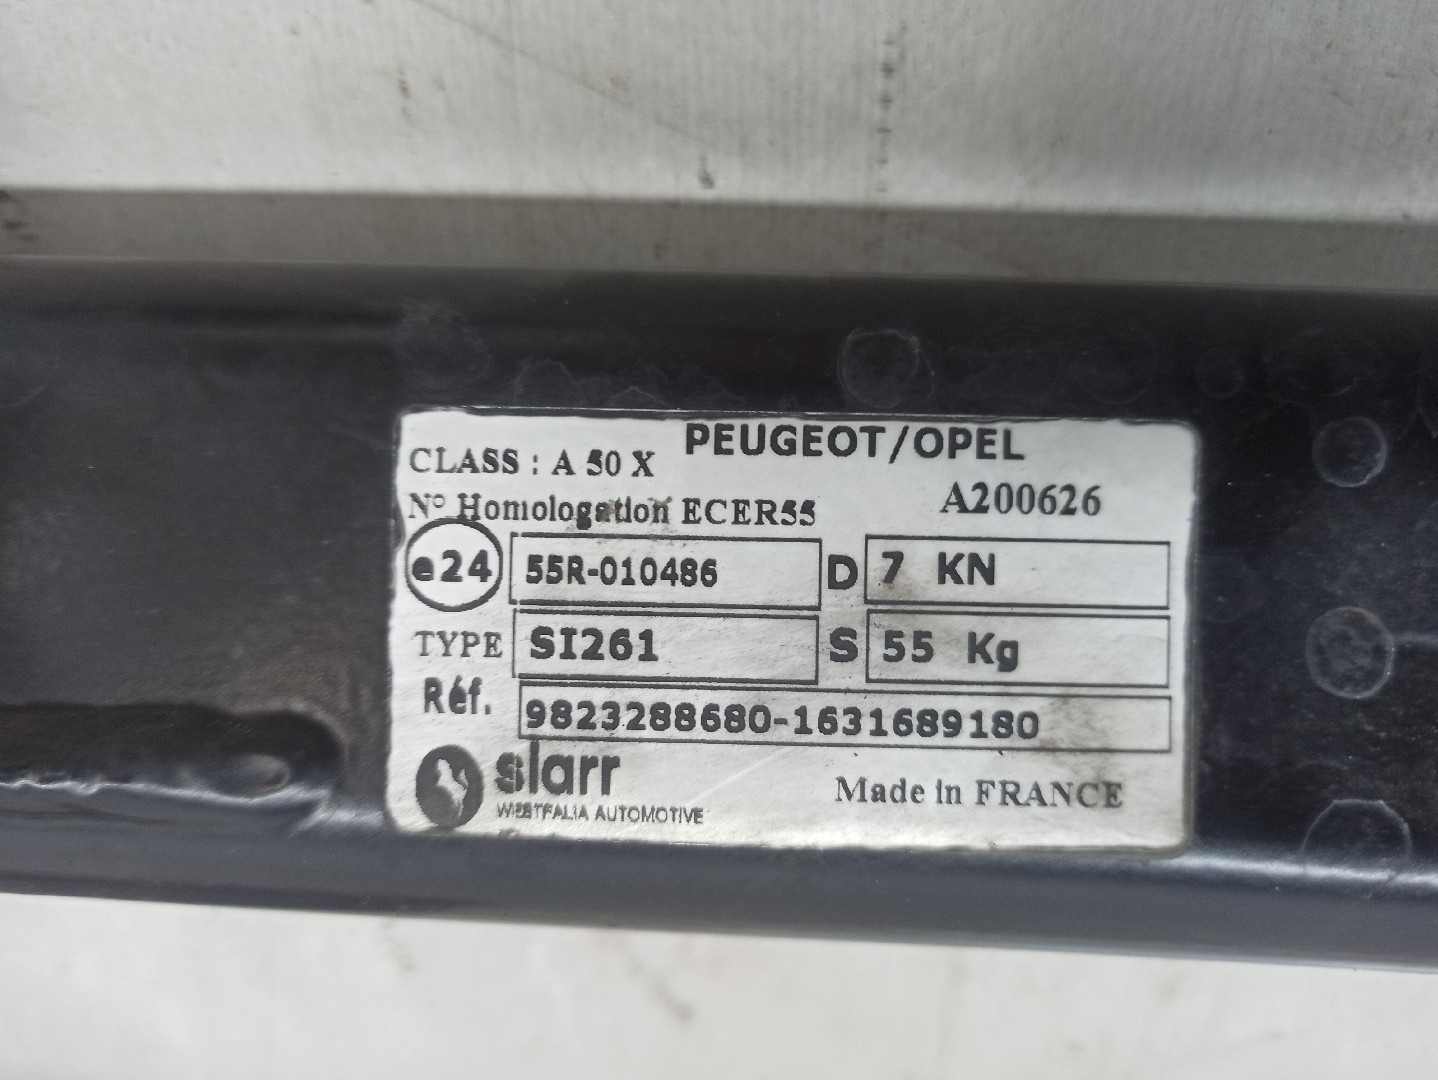 PEUGEOT/OPEL
CLASS : A 50 X
N° Homologation ECER55 A200626
e24 55R-010486 D 7 KN
TYPE SI261 S 55 Kg
Réf. 9823288680-1631689180
siarr
WESTFALIA AUTOMOTIVE
Made in FRANCE